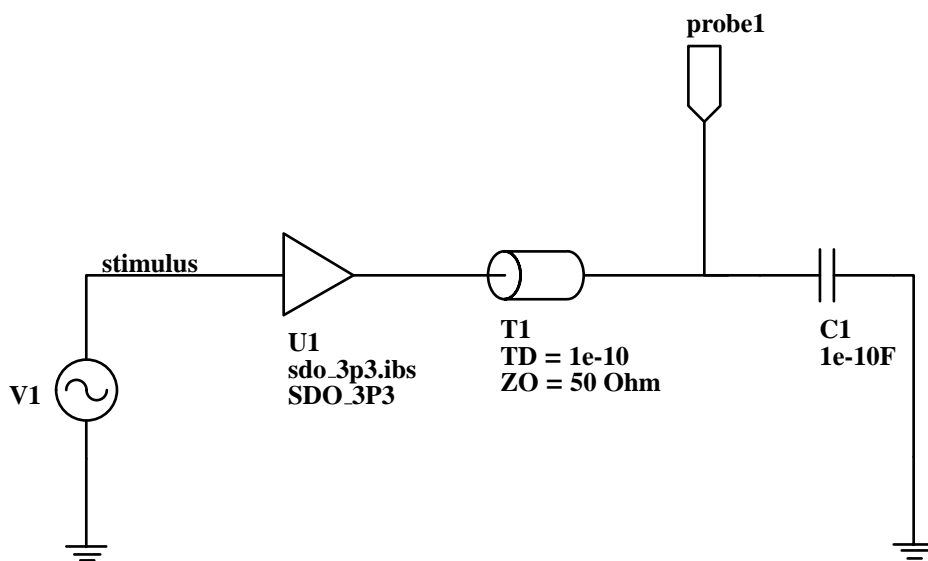 probe1
stimulus
V1
U1
sdo_3p3.ibs
SDO_3P3
T1
TD = 1e-10
ZO = 50 Ohm
C1
1e-10F